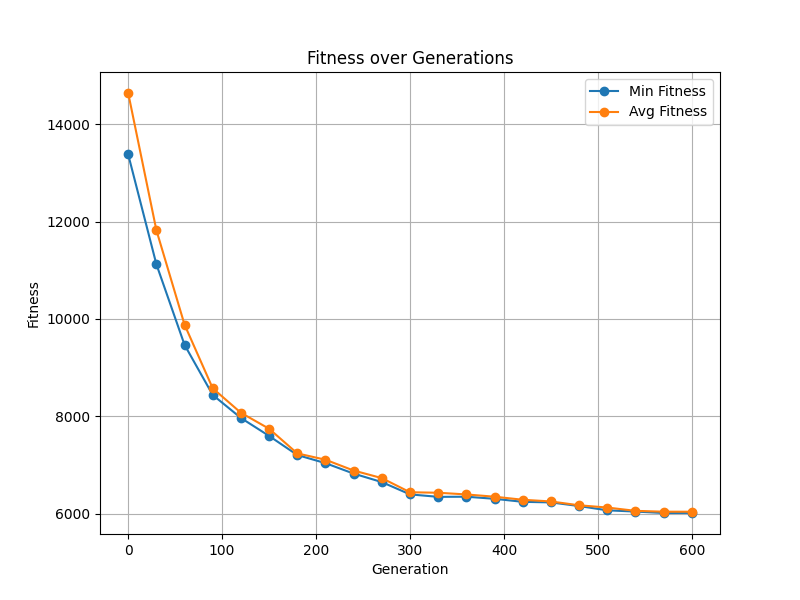 Fitness over Generations
Min Fitness
Avg Fitness
14000
12000
10000
8000
6000
Fitness
0 100 200 300 400 500 600
Generation